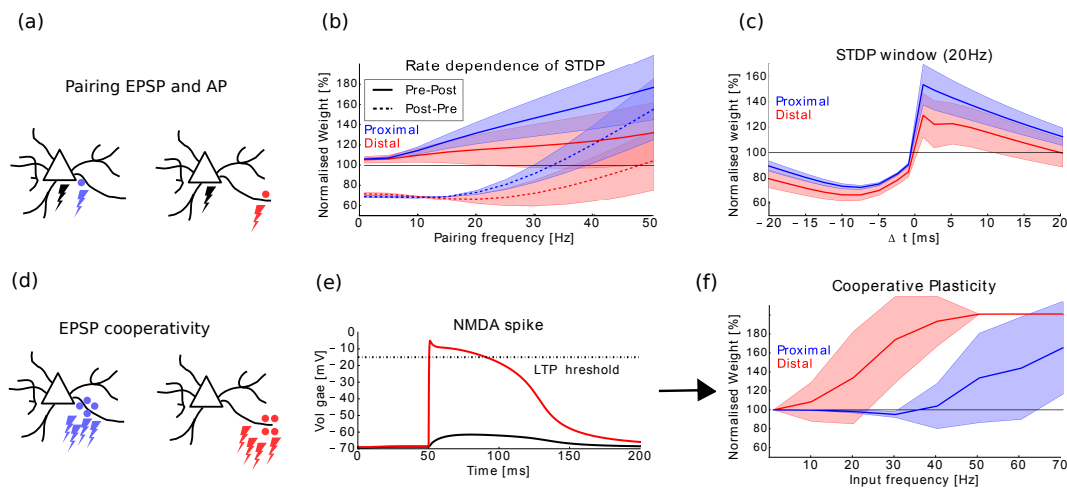 (a)
Pairing EPSP and AP
(b)
Rate dependence of STDP
Normalised Weight [%]
160
140
120
100
80
60
Pre-Post
Post-Pre
Proximal
Distal
0
10
20
30
40
50
Pairing frequency [Hz]
(c)
STDP window (20Hz)
Normalised weight [%]
160
140
120
100
80
60
Proximal
Distal
−20
−15
−10
−5
0
5
10
15
20
Δ t [ms]
(d)
EPSP cooperativity
(e)
NMDA spike
Vol gae [mV]
0
−10
−20
−30
−40
−50
−60
−70
LTP threshold
0
50
100
150
200
Time [ms]
(f)
Cooperative Plasticity
Normalised Weight [%]
180
160
140
120
100
80
60
Proximal
Distal
10
20
30
40
50
60
70
Input frequency [Hz]